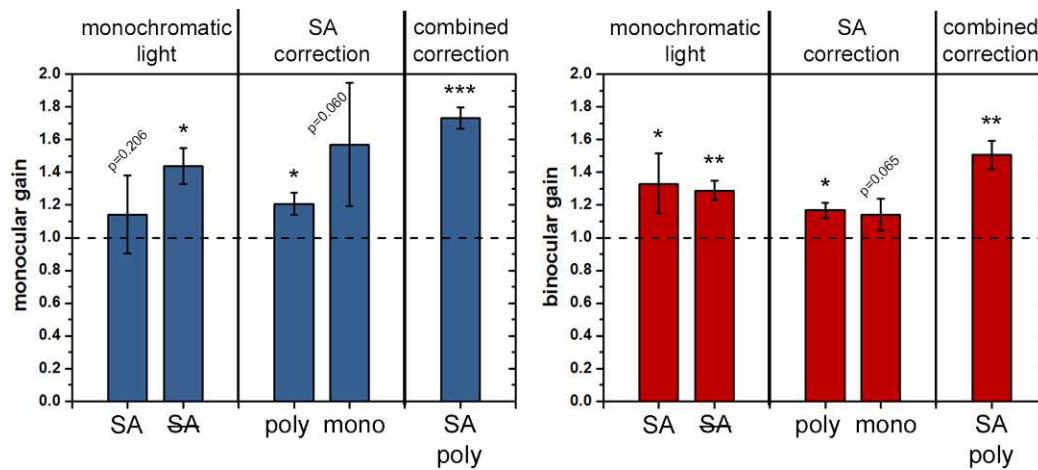 monochromatic
light
SA
correction
combined
correction
monocular gain
2.0
1.8
1.6
1.4
1.2
1.0
0.8
0.6
0.4
0.2
0.0
p=0.206
*
*
p=0.060
***
SA
SA
poly
mono
SA
poly
monochromatic
light
SA
correction
combined
correction
binocular gain
2.0
1.8
1.6
1.4
1.2
1.0
0.8
0.6
0.4
0.2
0.0
*
**
*
p=0.065
**
SA
SA
poly
mono
SA
poly